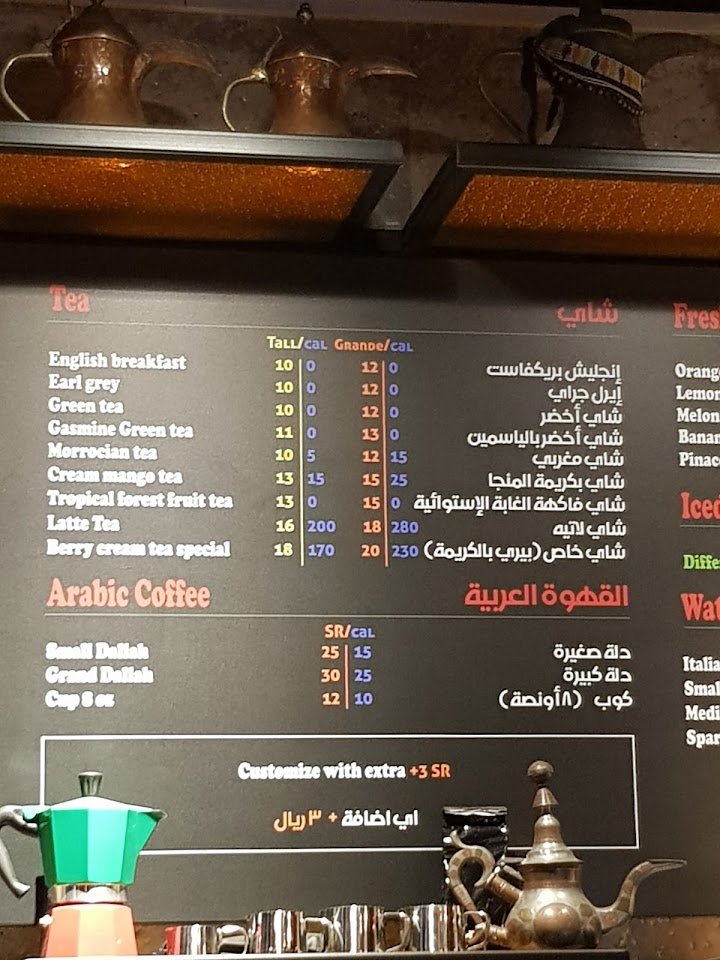 Tea شاي
Tall/cal Grande/cal
English breakfast 10 0 12 0 إنجليش بريكفاست
Earl grey 10 0 12 0 إيرل جراي
Green tea 10 0 12 0 شاي أخضر
Gasmine Green tea 11 0 13 0 شاي أخضر بالياسمين
Morrocian tea 10 5 12 15 شاي مغربي
Cream mango tea 13 15 15 25 شاي بكريمة المنجا
Tropical forest fruit tea 13 0 15 0 شاي فاكهة الغابة الإستوائية
Latte Tea 16 200 18 280 شاي لاتيه
Berry cream tea special 18 170 20 230 شاي خاص (بيري بالكريمة)
Arabic Coffee القهوة العربية
SR/cal
Small Dallah 25 15 دلة صغيرة
Grand Dallah 30 25 دلة كبيرة
Cup 8 oz 12 10 كوب (٨ أونصة)
Customize with extra +3 SR
اي اضافة + ٣ ريال
Fres
Orang
Lemon
Melon
Banan
Pinac
Iced
Diffe
Wat
Italia
Smal
Medi
Spar